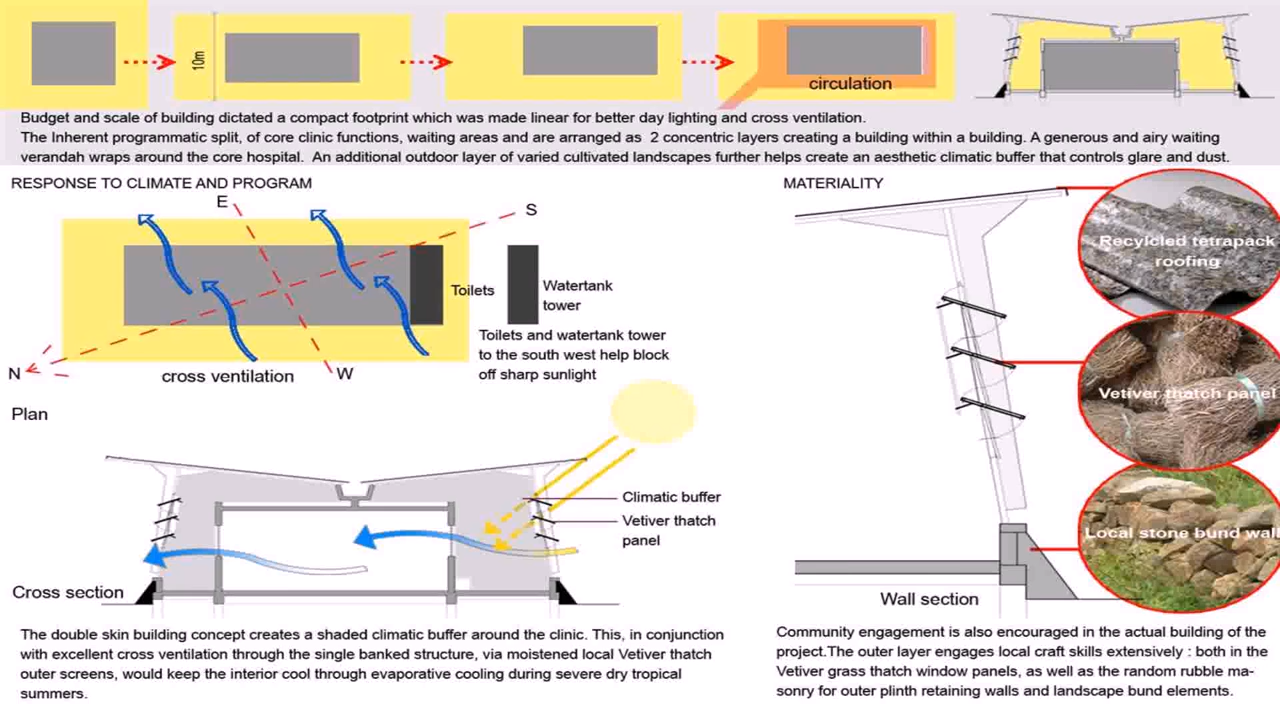 10m
circulation
Budget and scale of building dictated a compact footprint which was made linear for better day lighting and cross ventilation.
The Inherent programmatic split, of core clinic functions, waiting areas and are arranged as 2 concentric layers creating a building within a building. A generous and airy waiting
verandah wraps around the core hospital. An additional outdoor layer of varied cultivated landscapes further helps create an aesthetic climatic buffer that controls glare and dust.
RESPONSE TO CLIMATE AND PROGRAM
E
S
Toilets
Watertank
tower
Toilets and watertank tower
to the south west help block
off sharp sunlight
N
cross ventilation
W
Plan
Climatic buffer
Vetiver thatch
panel
Cross section
The double skin building concept creates a shaded climatic buffer around the clinic. This, in conjunction
with excellent cross ventilation through the single banked structure, via moistened local Vetiver thatch
outer screens, would keep the interior cool through evaporative cooling during severe dry tropical
summers.
MATERIALITY
Recylcled tetrapack
roofing
Vetiver thatch panel
Local stone bund wall
Wall section
Community engagement is also encouraged in the actual building of the
project.The outer layer engages local craft skills extensively : both in the
Vetiver grass thatch window panels, as well as the random rubble ma-
sonry for outer plinth retaining walls and landscape bund elements.